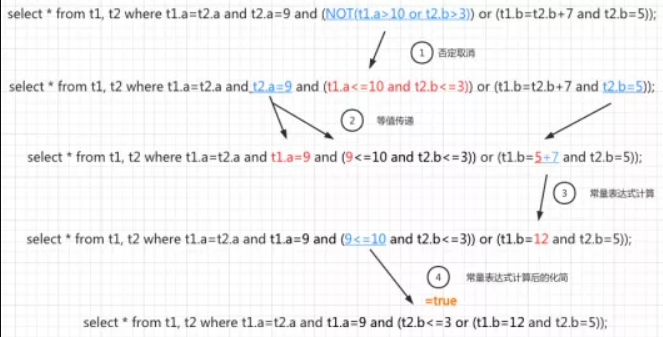 select * from t1, t2 where t1.a=t2.a and t2.a=9 and (NOT(t1.a>10 or t2.b>3)) or (t1.b=t2.b+7 and t2.b=5));
1 否定取消
select * from t1, t2 where t1.a=t2.a and t2.a=9 and (t1.a<=10 and t2.b<=3)) or (t1.b=t2.b+7 and t2.b=5));
2 等值传递
select * from t1, t2 where t1.a=t2.a and t1.a=9 and (9<=10 and t2.b<=3)) or (t1.b=5+7 and t2.b=5));
3 常量表达式计算
select * from t1, t2 where t1.a=t2.a and t1.a=9 and (9<=10 and t2.b<=3)) or (t1.b=12 and t2.b=5));
4 常量表达式计算后的化简
=true
select * from t1, t2 where t1.a=t2.a and t1.a=9 and (t2.b<=3 or (t1.b=12 and t2.b=5));